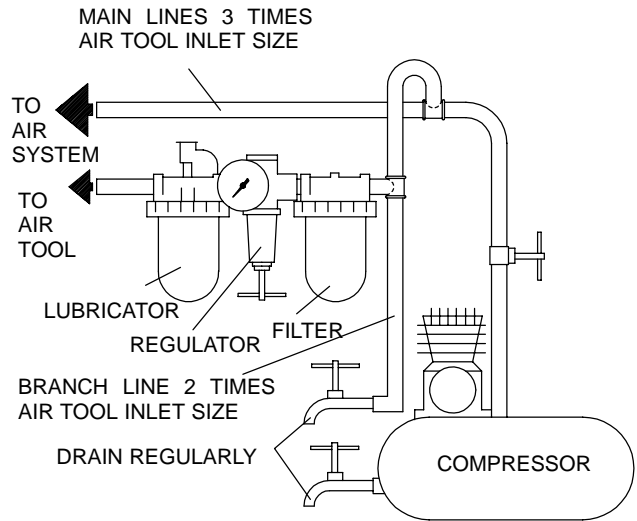 MAIN LINES 3 TIMES
AIR TOOL INLET SIZE
TO
AIR
SYSTEM
TO
AIR
TOOL
LUBRICATOR
REGULATOR
FILTER
BRANCH LINE 2 TIMES
AIR TOOL INLET SIZE
DRAIN REGULARLY
COMPRESSOR